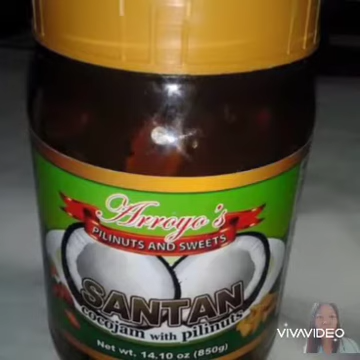 Arroyo's
PILINUTS AND SWEETS
SANTAN
cocojam with pilinuts
Net wt. 14.10 oz (850g)
VIVAVIDEO